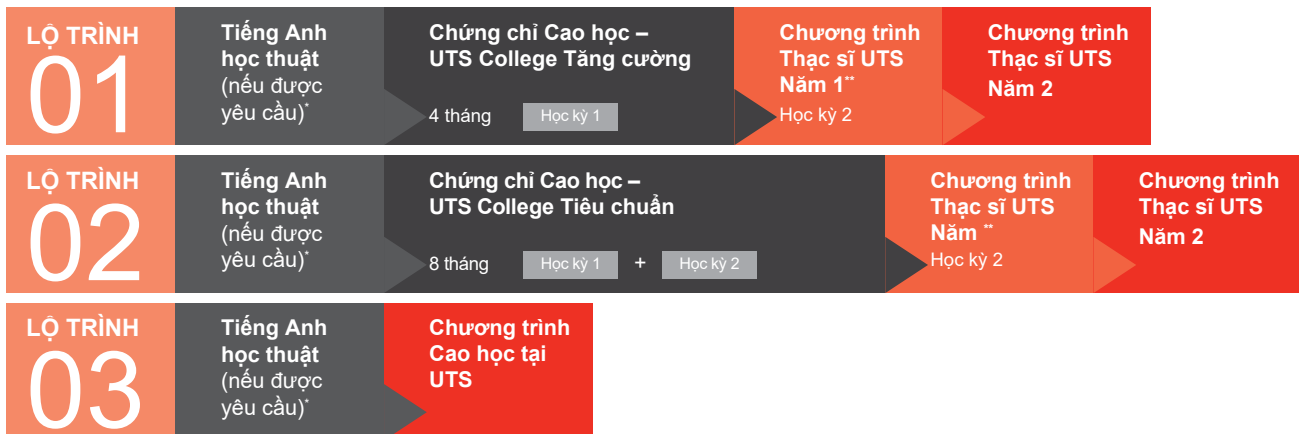 LỘ TRÌNH
01
Tiếng Anh
học thuật
(nếu được
yêu cầu)*
Chứng chỉ Cao học –
UTS College Tăng cường
4 tháng Học kỳ 1
Chương trình
Thạc sĩ UTS
Năm 1**
Học kỳ 2
Chương trình
Thạc sĩ UTS
Năm 2
LỘ TRÌNH
02
Tiếng Anh
học thuật
(nếu được
yêu cầu)*
Chứng chỉ Cao học –
UTS College Tiêu chuẩn
8 tháng Học kỳ 1 + Học kỳ 2
Chương trình
Thạc sĩ UTS
Năm **
Học kỳ 2
Chương trình
Thạc sĩ UTS
Năm 2
LỘ TRÌNH
03
Tiếng Anh
học thuật
(nếu được
yêu cầu)*
Chương trình
Cao học tại
UTS